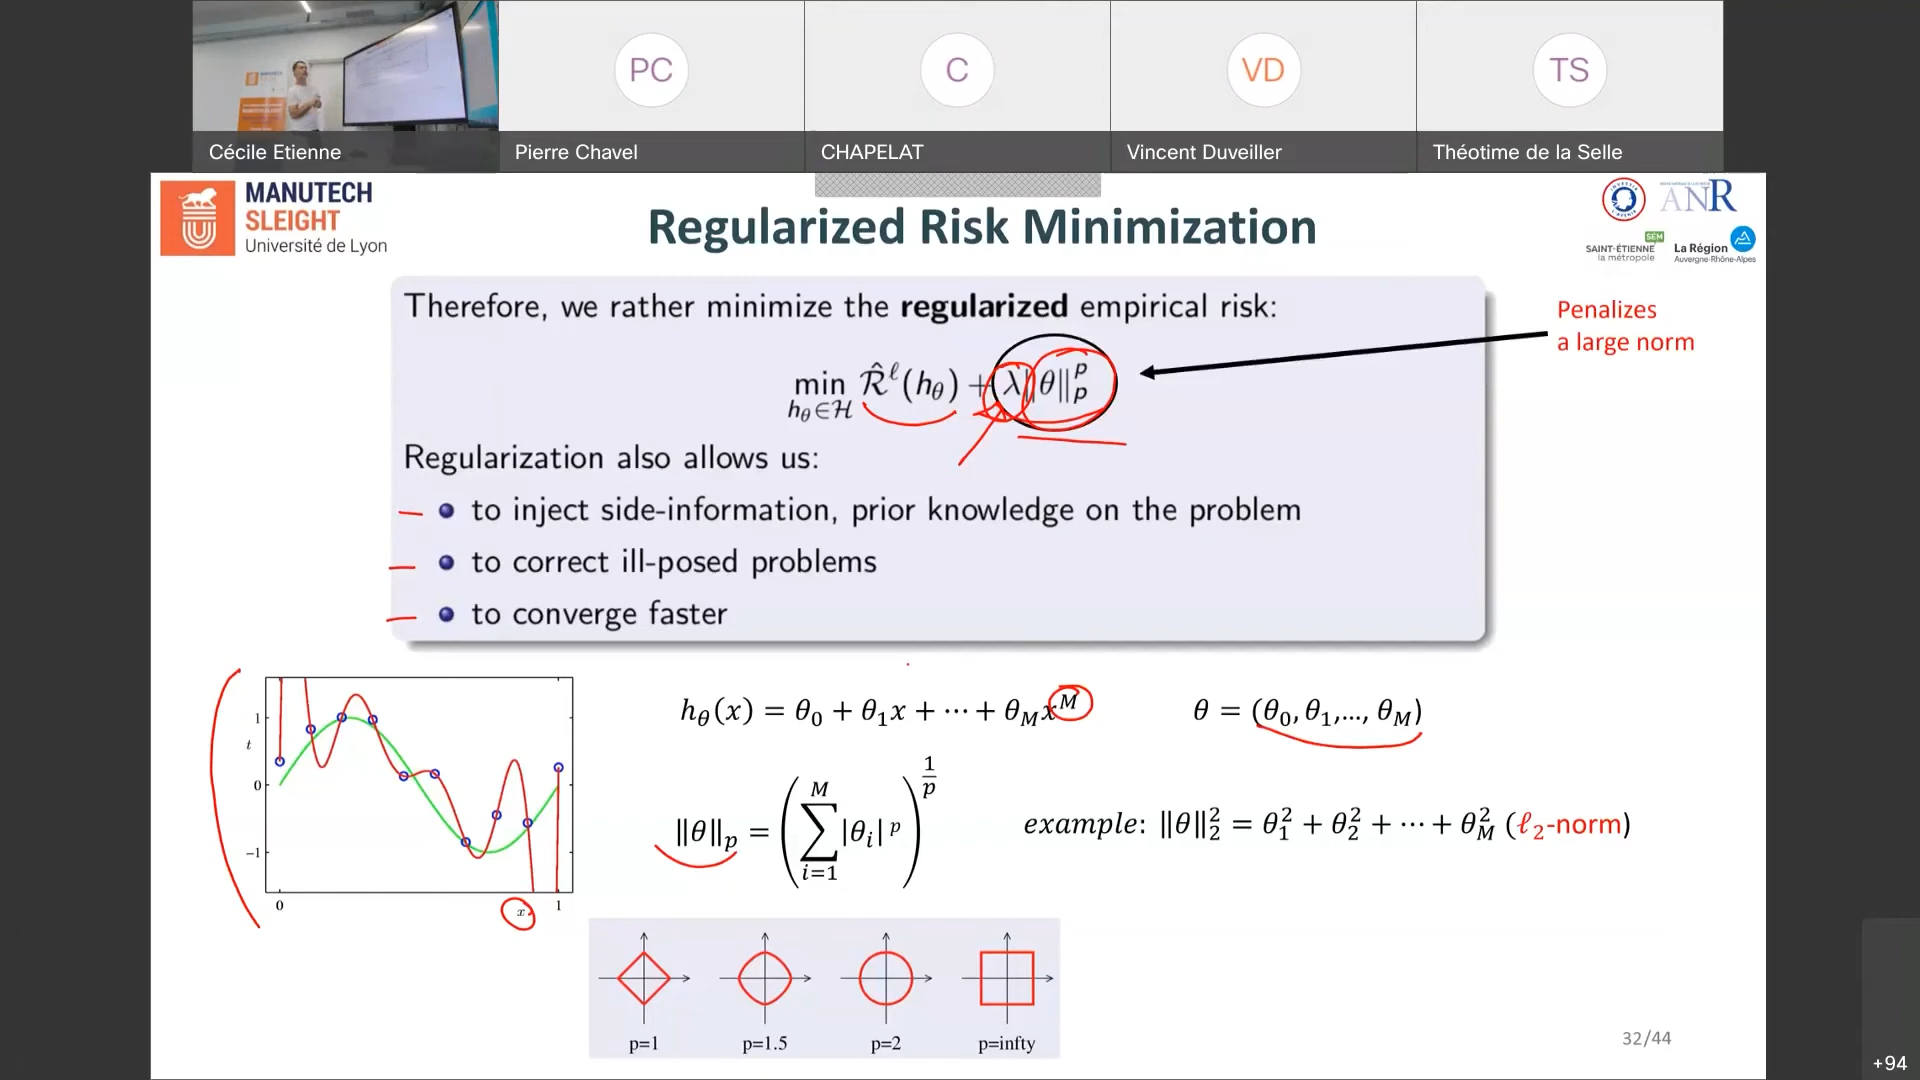 PC
C
VD
TS
Cécile Etienne
Pierre Chavel
CHAPELAT
Vincent Duveiller
Théotime de la Selle
MANUTECH
SLEIGHT
Université de Lyon
Regularized Risk Minimization
ANR
SAINT-ÉTIENNE
la métropole
SEM
La Région
Auvergne-Rhône-Alpes
Therefore, we rather minimize the regularized empirical risk:
min R̂^ℓ(h_θ) + λ‖θ‖_p^p
h_θ∈ℋ
Penalizes
a large norm
Regularization also allows us:
to inject side-information, prior knowledge on the problem
to correct ill-posed problems
to converge faster
h_θ(x) = θ_0 + θ_1x + ⋯ + θ_Mx^M
θ = (θ_0, θ_1,…, θ_M)
‖θ‖_p = (∑_{i=1}^{M} |θ_i|^p)^{1/p}
example: ‖θ‖_2^2 = θ_1^2 + θ_2^2 + ⋯ + θ_M^2 (ℓ_2-norm)
1
t
0
−1
0
x
1
p=1
p=1.5
p=2
p=infty
32/44
+94